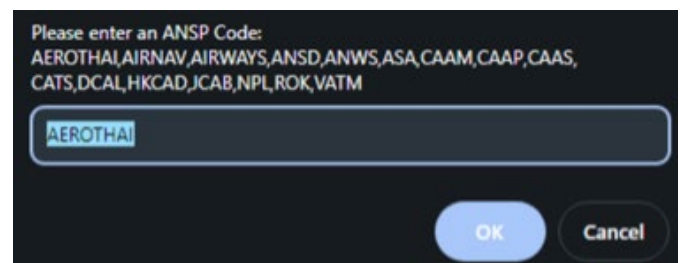 Please enter an ANSP Code:
AEROTHAI,AIRNAV,AIRWAYS,ANSD,ANWS,ASA,CAAM,CAAP,CAAS,
CATS,DCAL,HKCAD,JCAB,NPL,ROK,VATM
AEROTHAI
OK Cancel